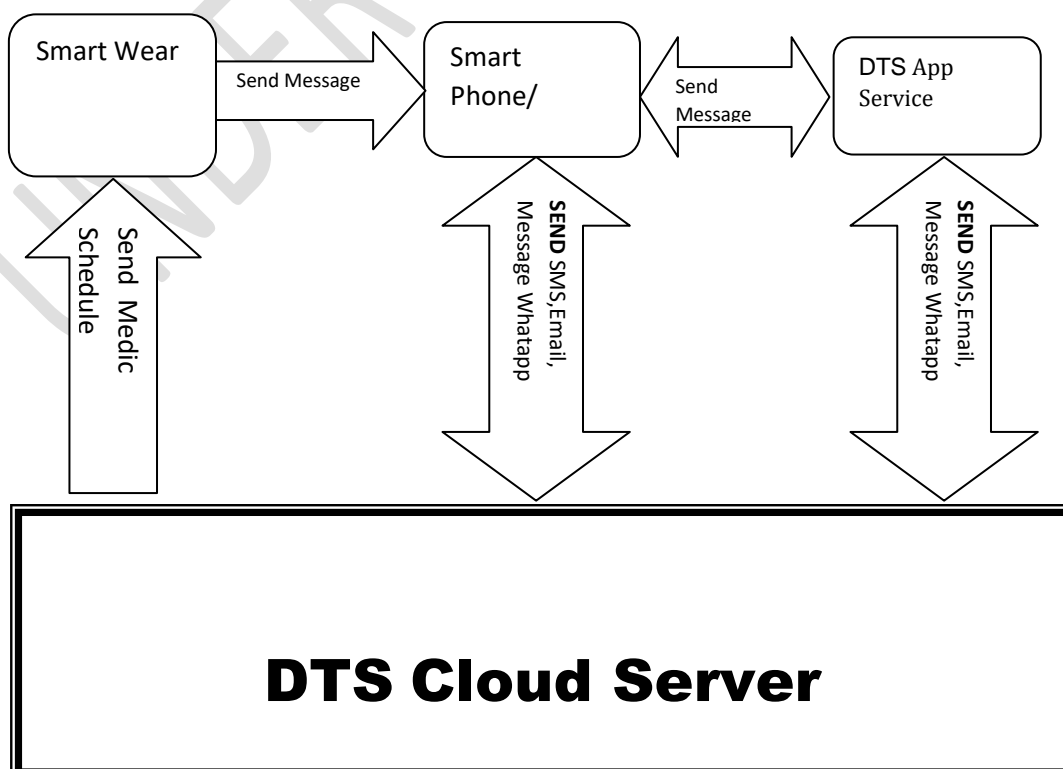 Smart Wear
Send Message
Smart
Phone/
Send
Message
DTS App
Service
Send Medic
Schedule
SEND SMS,Email,
Message Whatapp
SEND SMS,Email,
Message Whatapp
DTS Cloud Server